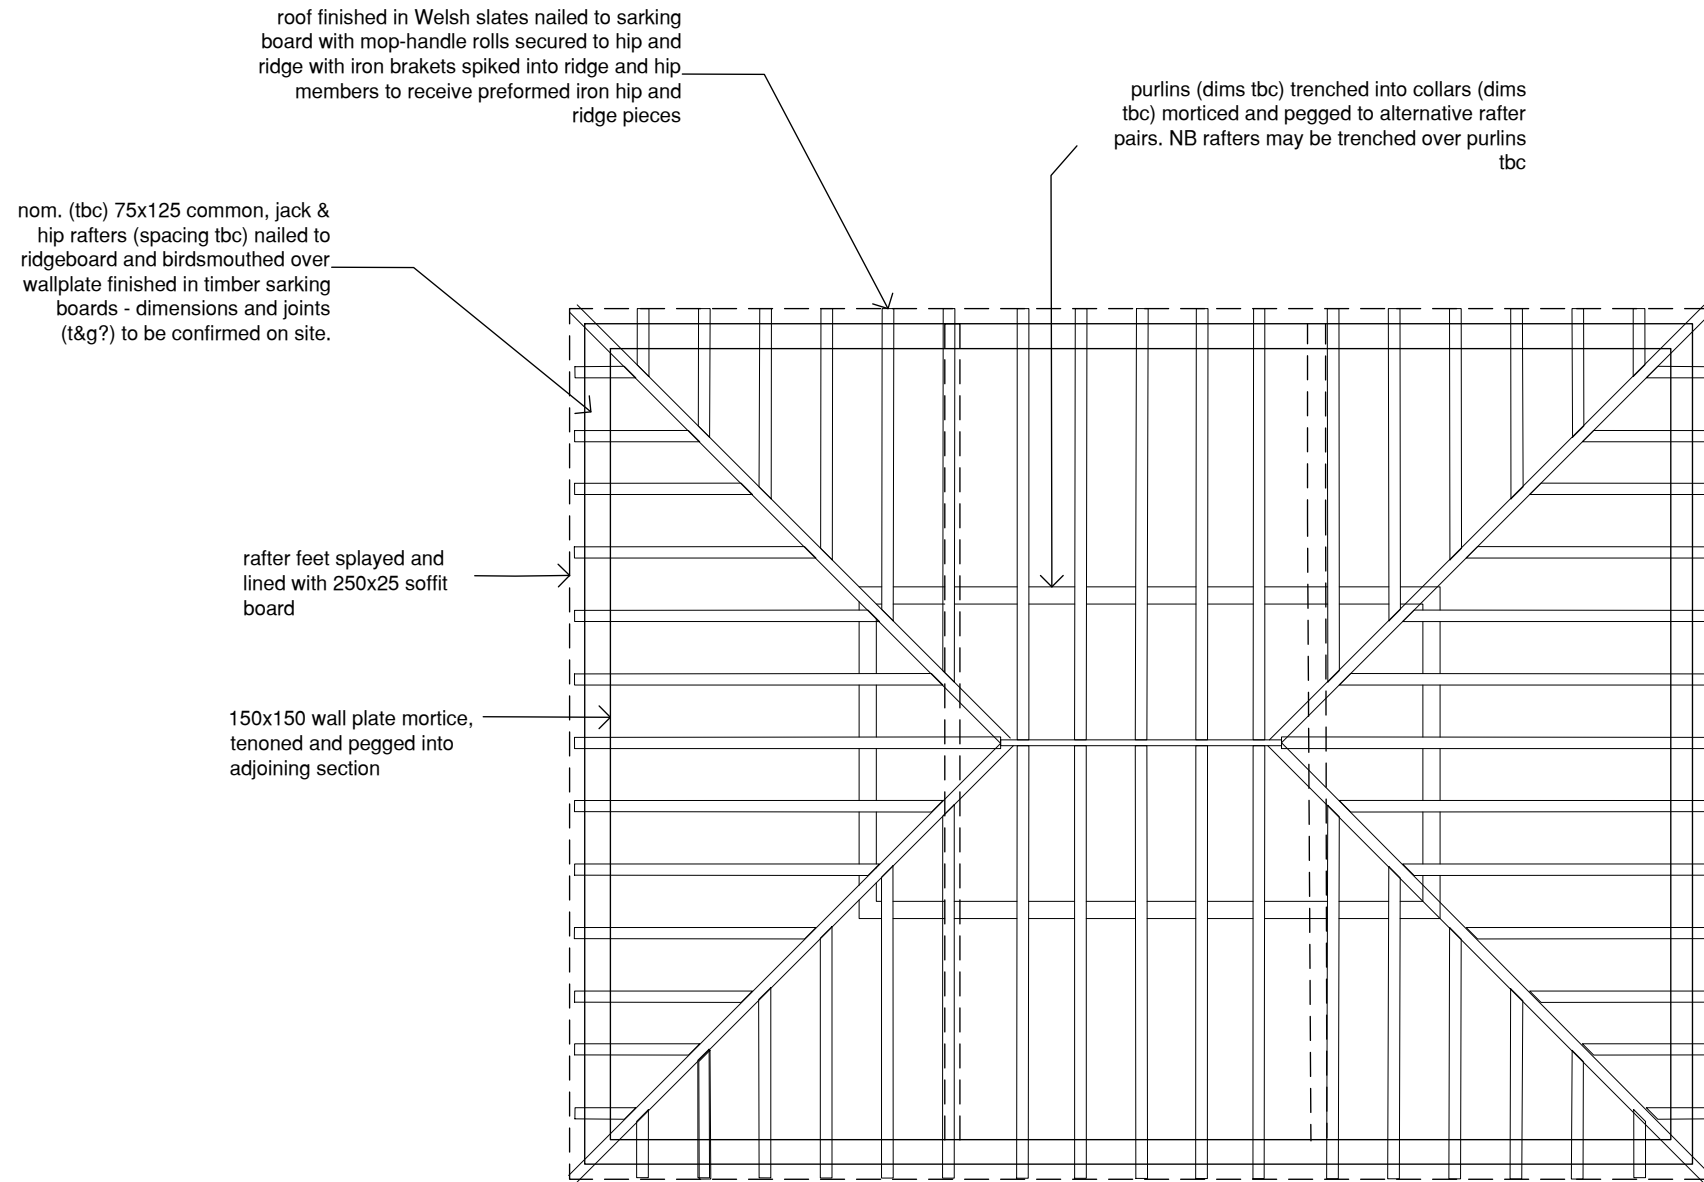 roof finished in Welsh slates nailed to sarking
board with mop-handle rolls secured to hip and
ridge with iron brakets spiked into ridge and hip
members to receive preformed iron hip and
ridge pieces
purlins (dims tbc) trenched into collars (dims
tbc) morticed and pegged to alternative rafter
pairs. NB rafters may be trenched over purlins
tbc
nom. (tbc) 75x125 common, jack &
hip rafters (spacing tbc) nailed to
ridgeboard and birdsmouthed over
wallplate finished in timber sarking
boards - dimensions and joints
(t&g?) to be confirmed on site.
rafter feet splayed and
lined with 250x25 soffit
board
150x150 wall plate mortice,
tenoned and pegged into
adjoining section